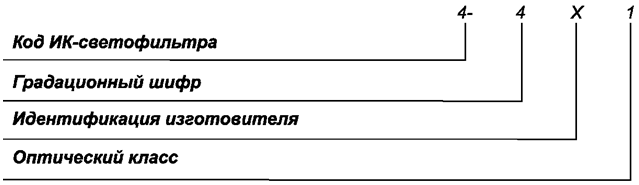 4- 4 X 1
Код ИК-светофильтра
Градационный шифр
Идентификация изготовителя
Оптический класс